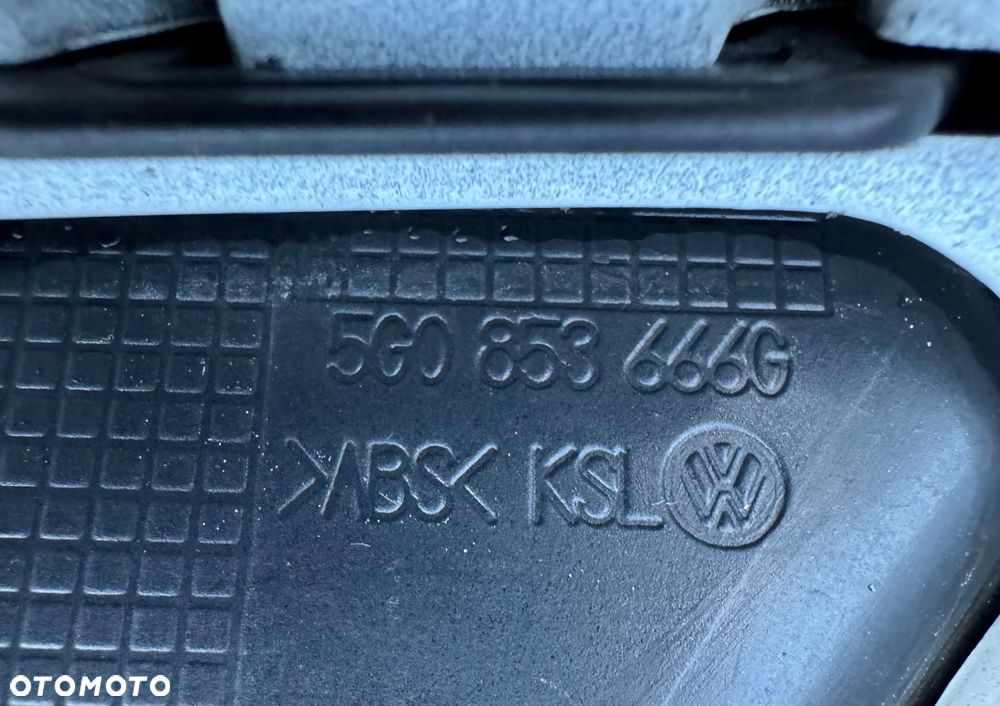 5G0 853 666G
>ABS< KSL
OTOMOTO